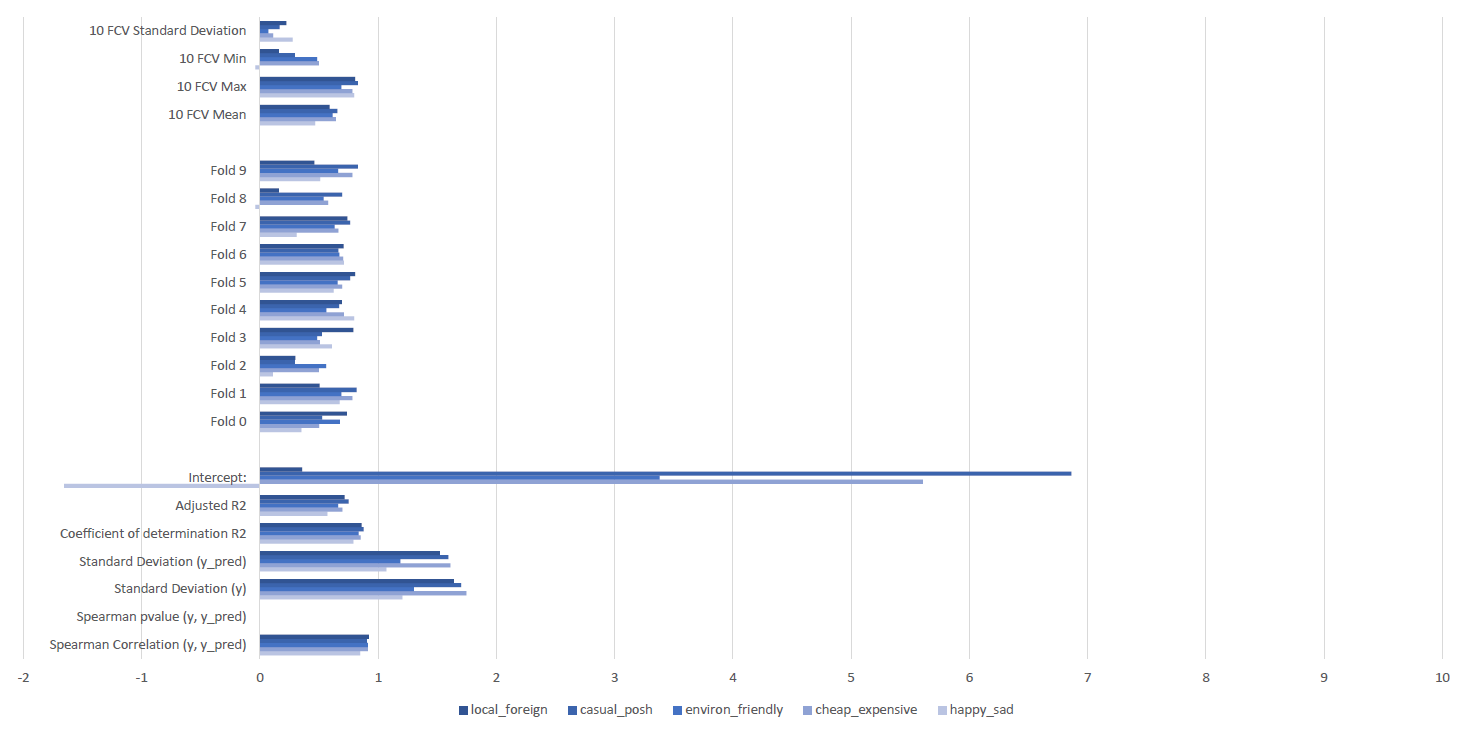 10 FCV Standard Deviation
10 FCV Min
10 FCV Max
10 FCV Mean
Fold 9
Fold 8
Fold 7
Fold 6
Fold 5
Fold 4
Fold 3
Fold 2
Fold 1
Fold 0
Intercept:
Adjusted R2
Coefficient of determination R2
Standard Deviation (y_pred)
Standard Deviation (y)
Spearman pvalue (y, y_pred)
Spearman Correlation (y, y_pred)
-2 -1 0 1 2 3 4 5 6 7 8 9 10
local_foreign casual_posh environ_friendly cheap_expensive happy_sad